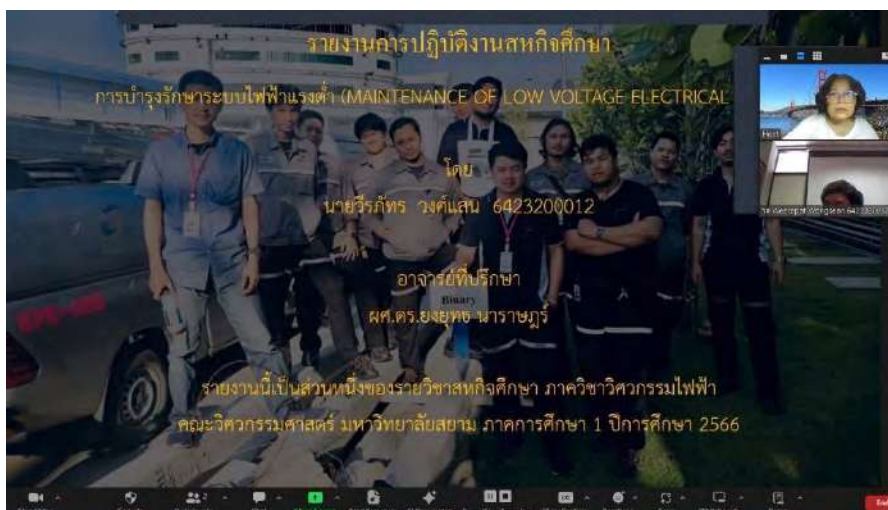 รายงานการปฏิบัติงานสหกิจศึกษา
การบำรุงรักษาระบบไฟฟ้าแรงต่ำ (MAINTENANCE OF LOW VOLTAGE ELECTRICAL
Host
โดย
นายวีรภัทร วงศ์แสน 6423200012
อาจารย์ที่ปรึกษา
Binary
ผศ.ดร.ยงยุทธ นาราษฎร์
รายงานนี้เป็นส่วนหนึ่งของรายวิชาสหกิจศึกษา ภาควิชาวิศวกรรมไฟฟ้า
คณะวิศวกรรมศาสตร์ มหาวิทยาลัยสยาม ภาคการศึกษา 1 ปีการศึกษา 2566